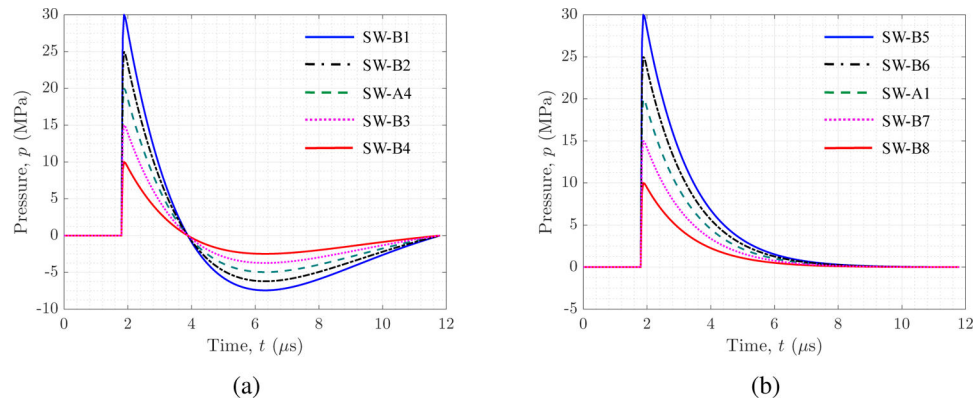 30
25
20
15
10
5
0
-5
-10
0 2 4 6 8 10 12
Pressure, p (MPa)
Time, t (μs)
SW-B1
SW-B2
SW-A4
SW-B3
SW-B4
(a)
30
25
20
15
10
5
0
-5
0 2 4 6 8 10 12
Pressure, p (MPa)
Time, t (μs)
SW-B5
SW-B6
SW-A1
SW-B7
SW-B8
(b)